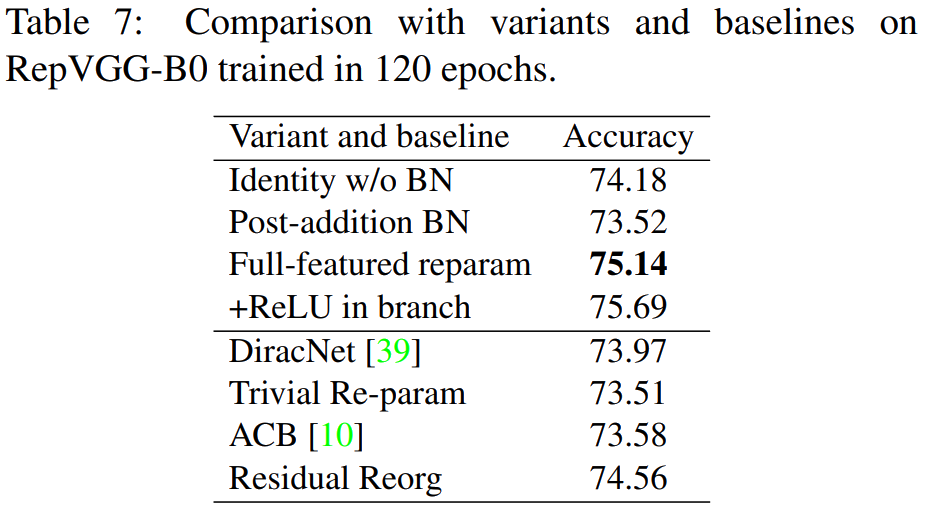 Table 7: Comparison with variants and baselines on
RepVGG-B0 trained in 120 epochs.
Variant and baseline Accuracy
Identity w/o BN 74.18
Post-addition BN 73.52
Full-featured reparam 75.14
+ReLU in branch 75.69
DiracNet [39] 73.97
Trivial Re-param 73.51
ACB [10] 73.58
Residual Reorg 74.56